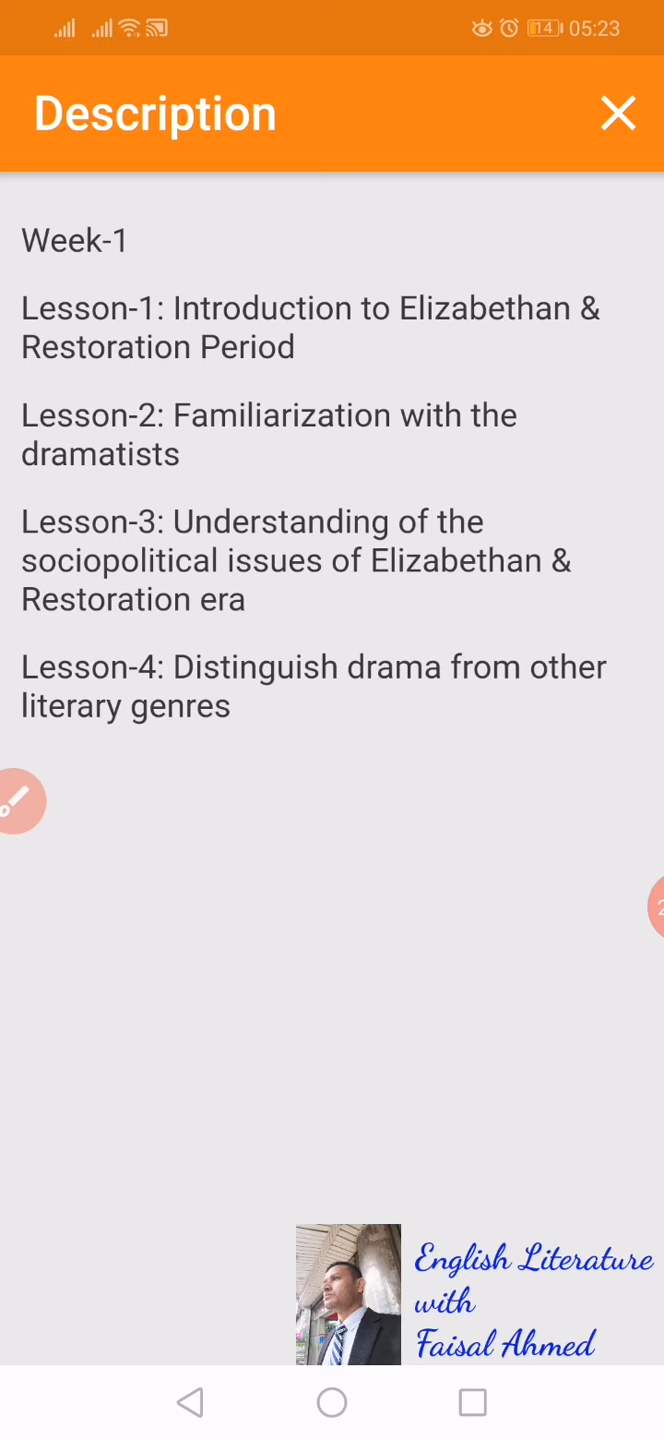 14 05:23
Description
Week-1
Lesson-1: Introduction to Elizabethan &
Restoration Period
Lesson-2: Familiarization with the
dramatists
Lesson-3: Understanding of the
sociopolitical issues of Elizabethan &
Restoration era
Lesson-4: Distinguish drama from other
literary genres
English Literature
with
Faisal Ahmed